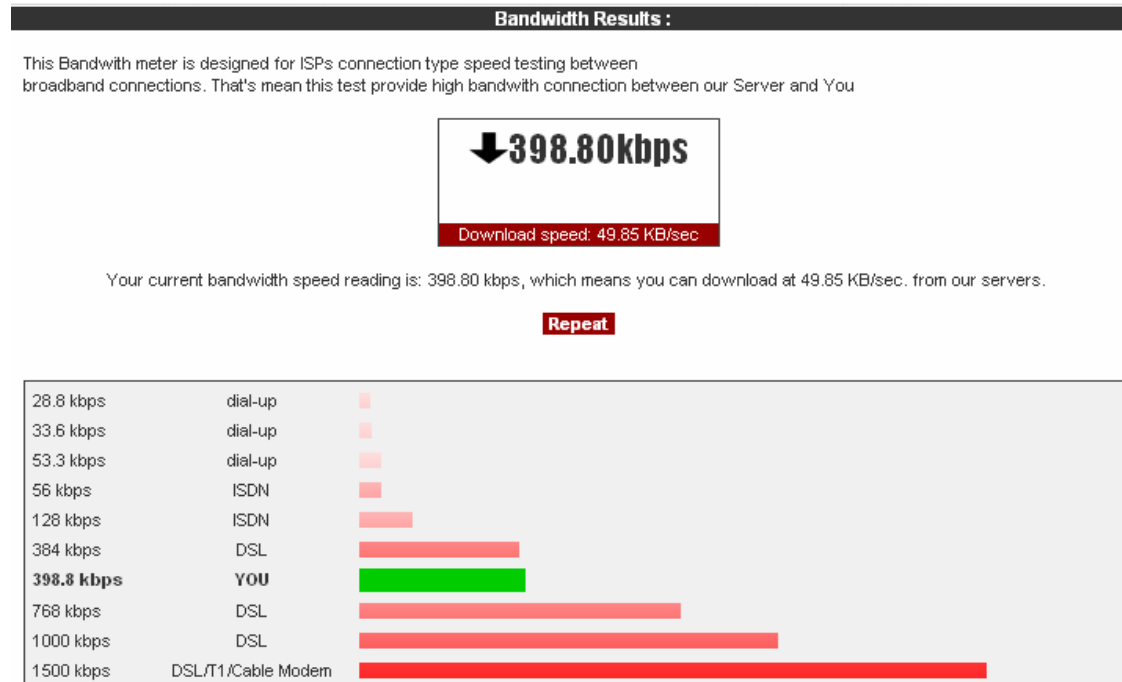 Bandwidth Results :
This Bandwith meter is designed for ISPs connection type speed testing between
broadband connections. That's mean this test provide high bandwith connection between our Server and You
398.80kbps
Download speed: 49.85 KB/sec
Your current bandwidth speed reading is: 398.80 kbps, which means you can download at 49.85 KB/sec. from our servers.
Repeat
28.8 kbps dial-up
33.6 kbps dial-up
53.3 kbps dial-up
56 kbps ISDN
128 kbps ISDN
384 kbps DSL
398.8 kbps YOU
768 kbps DSL
1000 kbps DSL
1500 kbps DSL/T1/Cable Modem